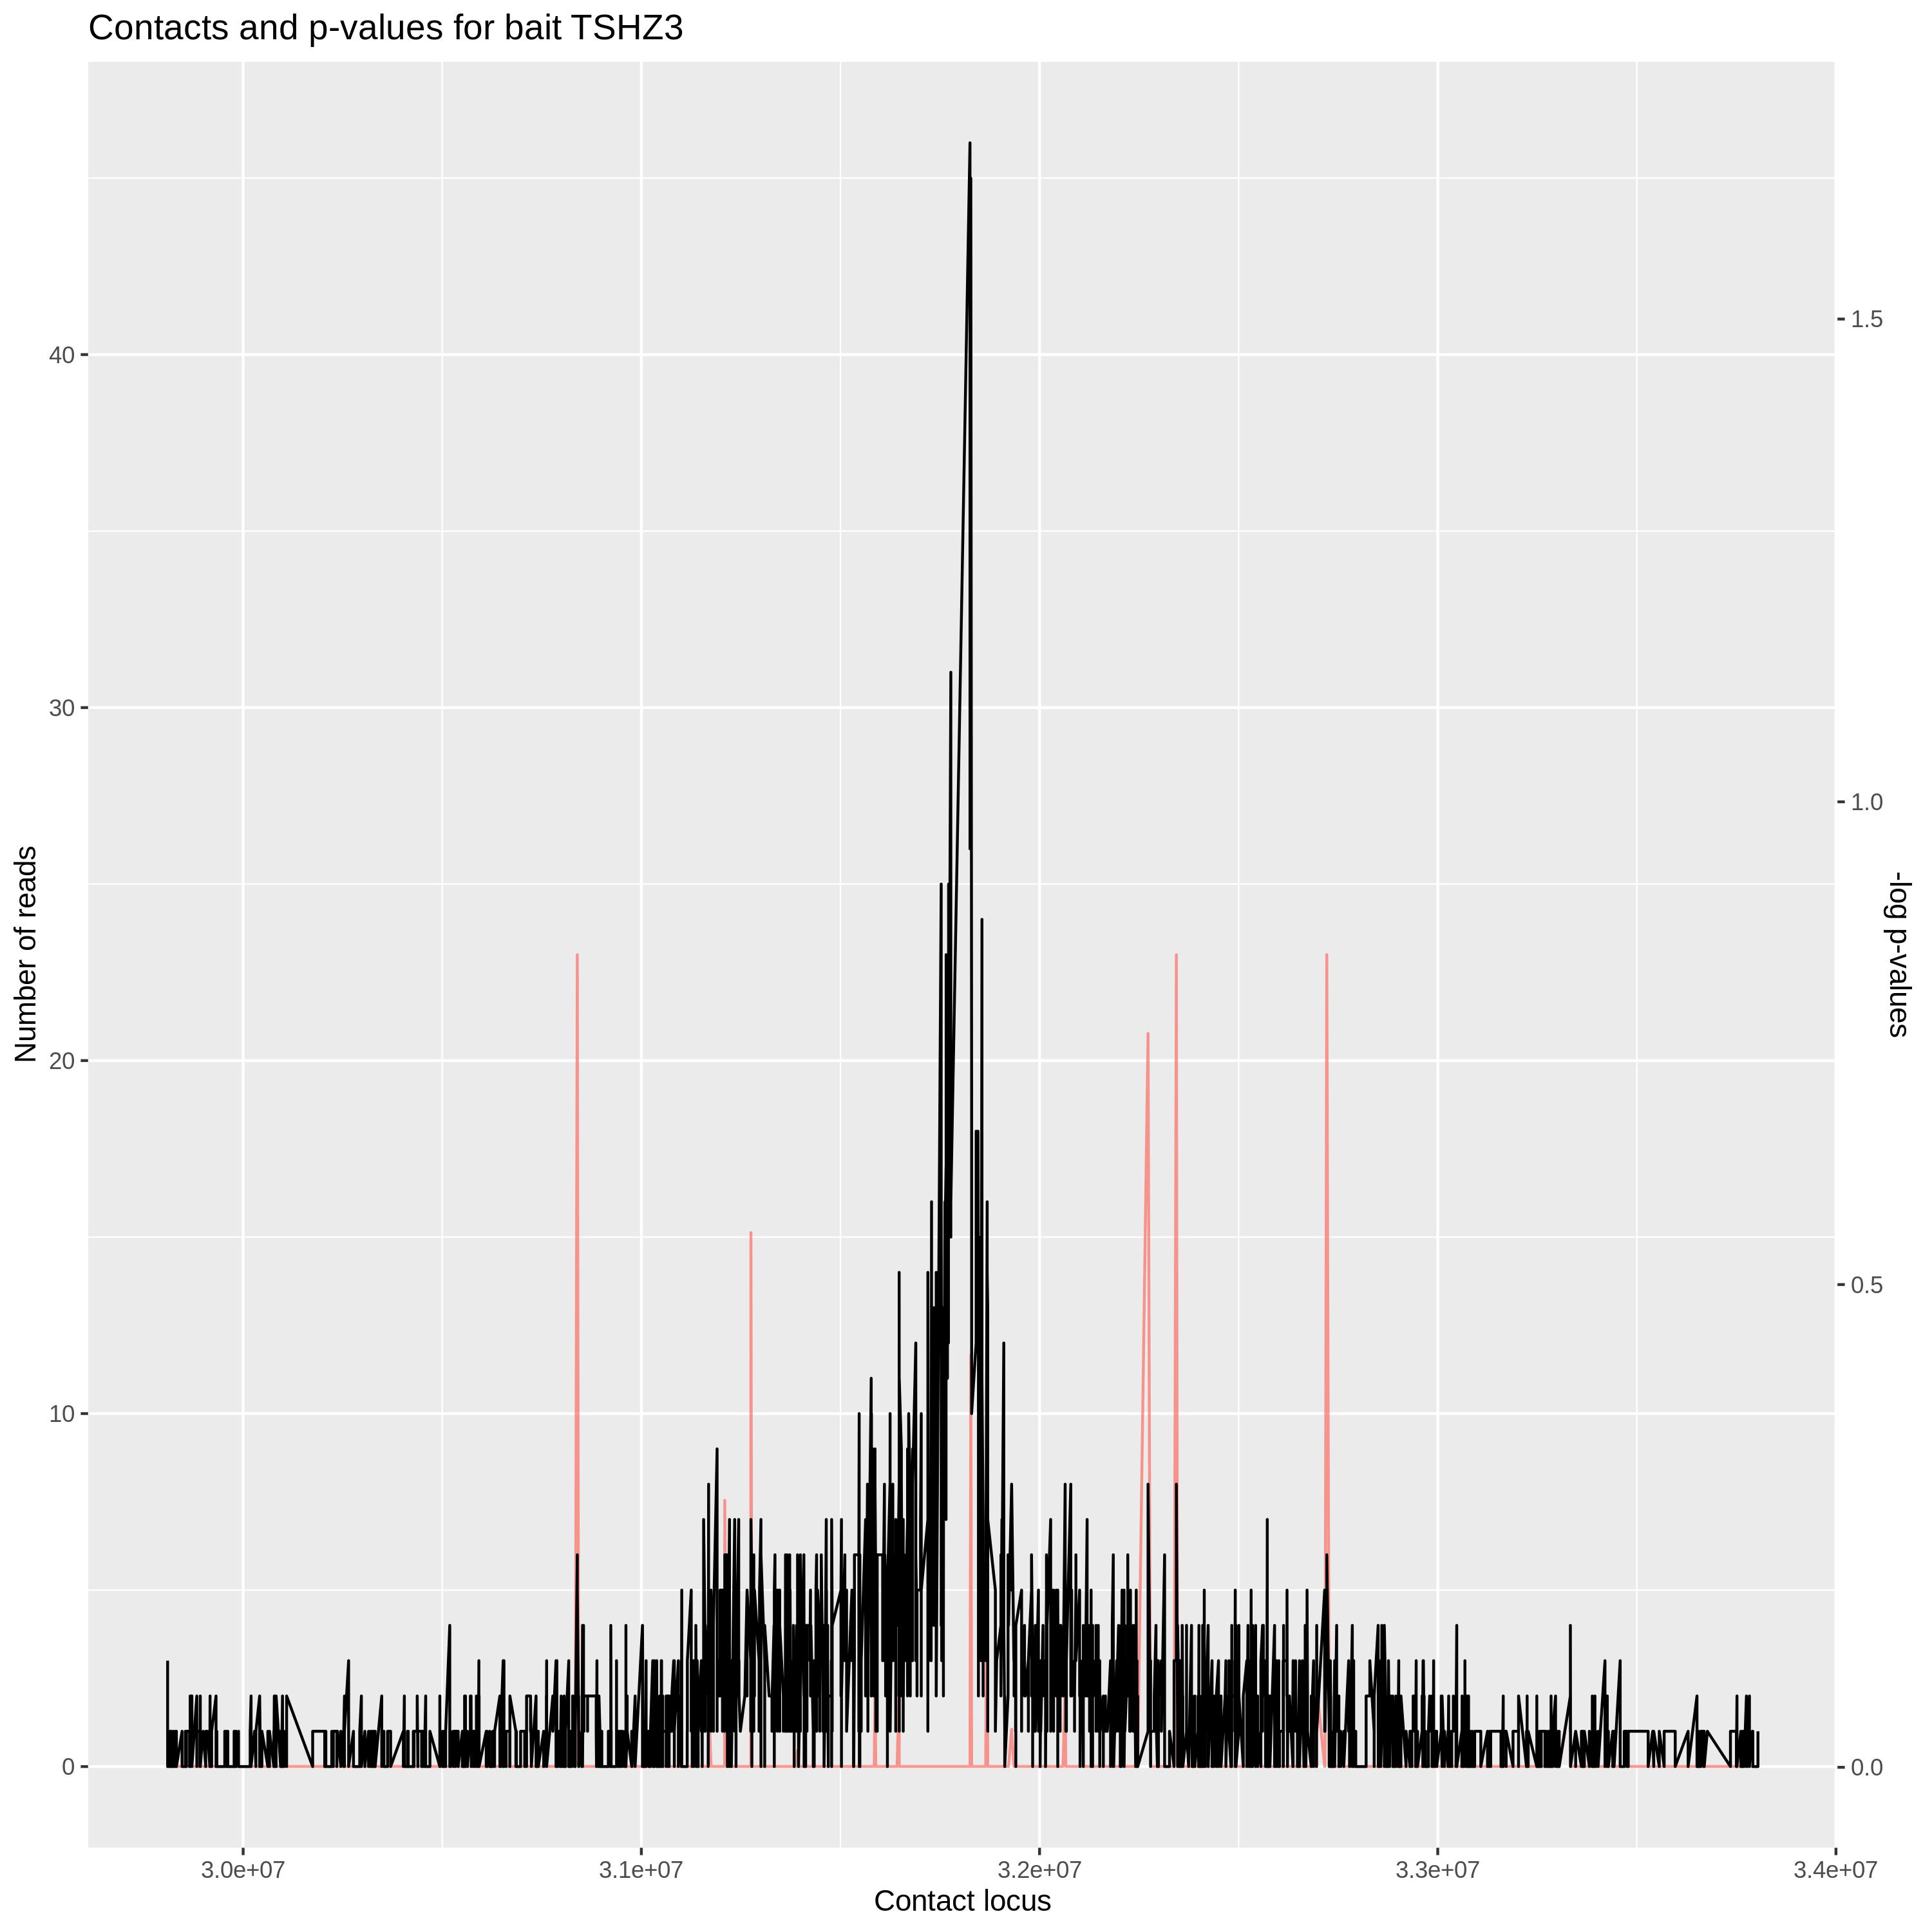 Contacts and p-values for bait TSHZ3
40
30
20
10
0
Number of reads
1.5
1.0
0.5
0.0
-log p-values
3.0e+07
3.1e+07
3.2e+07
3.3e+07
3.4e+07
Contact locus